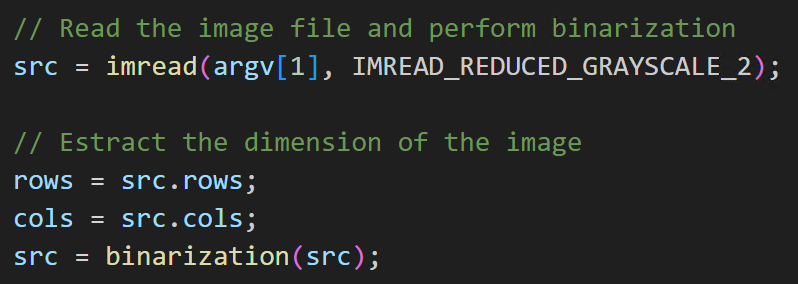 // Read the image file and perform binarization
src = imread(argv[1], IMREAD_REDUCED_GRAYSCALE_2);
// Estract the dimension of the image
rows = src.rows;
cols = src.cols;
src = binarization(src);